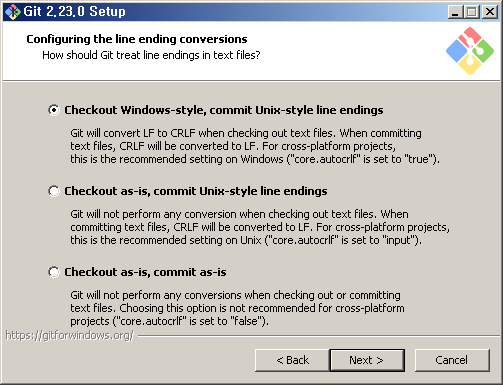 Git 2,23,0 Setup
Configuring the line ending conversions
How should Git treat line endings in text files?
Checkout Windows-style, commit Unix-style line endings
Git will convert LF to CRLF when checking out text files. When committing
text files, CRLF will be converted to LF. For cross-platform projects,
this is the recommended setting on Windows ("core.autocrlf" is set to "true").
Checkout as-is, commit Unix-style line endings
Git will not perform any conversion when checking out text files. When
committing text files, CRLF will be converted to LF. For cross-platform projects,
this is the recommended setting on Unix ("core.autocrlf" is set to "input").
Checkout as-is, commit as-is
Git will not perform any conversions when checking out or committing
text files. Choosing this option is not recommended for cross-platform
projects ("core.autocrlf" is set to "false").
https://gitforwindows.org/
< Back Next > Cancel